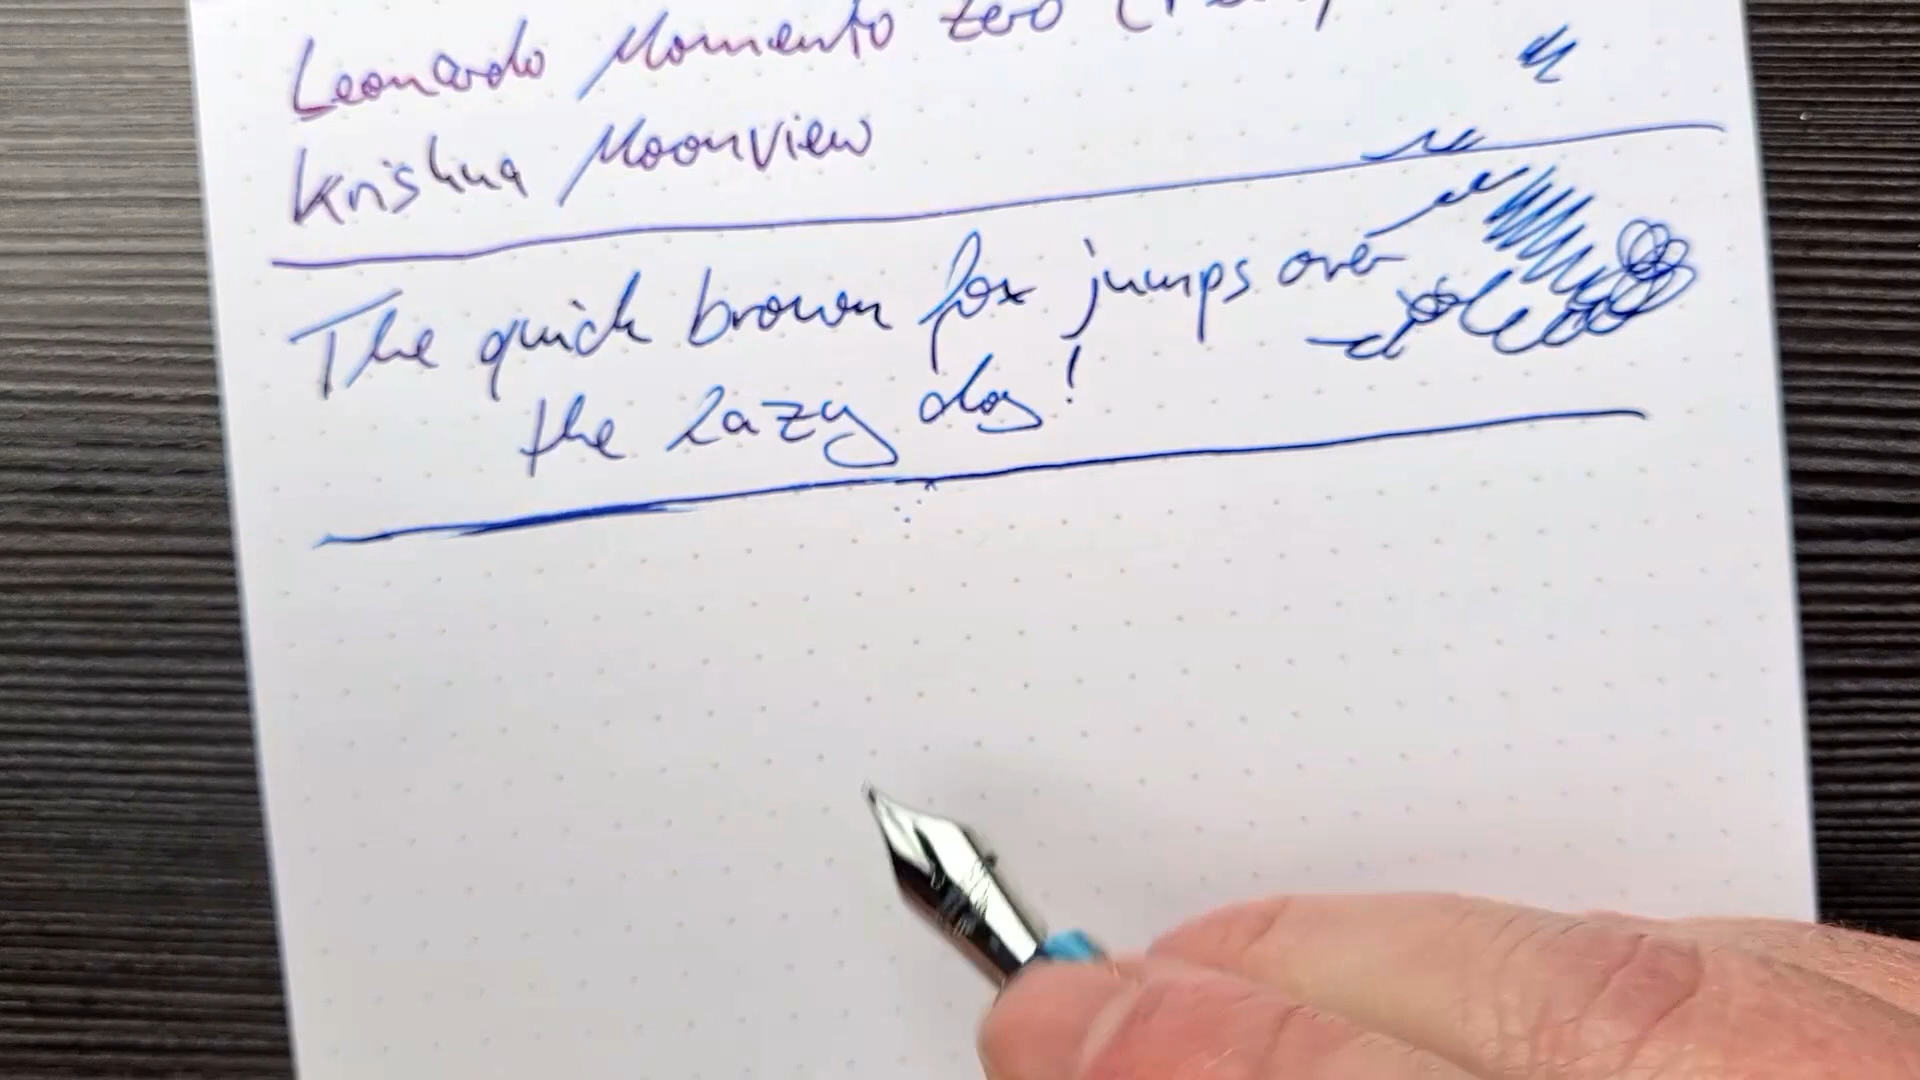 Leonardo Momento Zero
Krishna Moonview
The quick brown fox jumps over
the lazy dog!